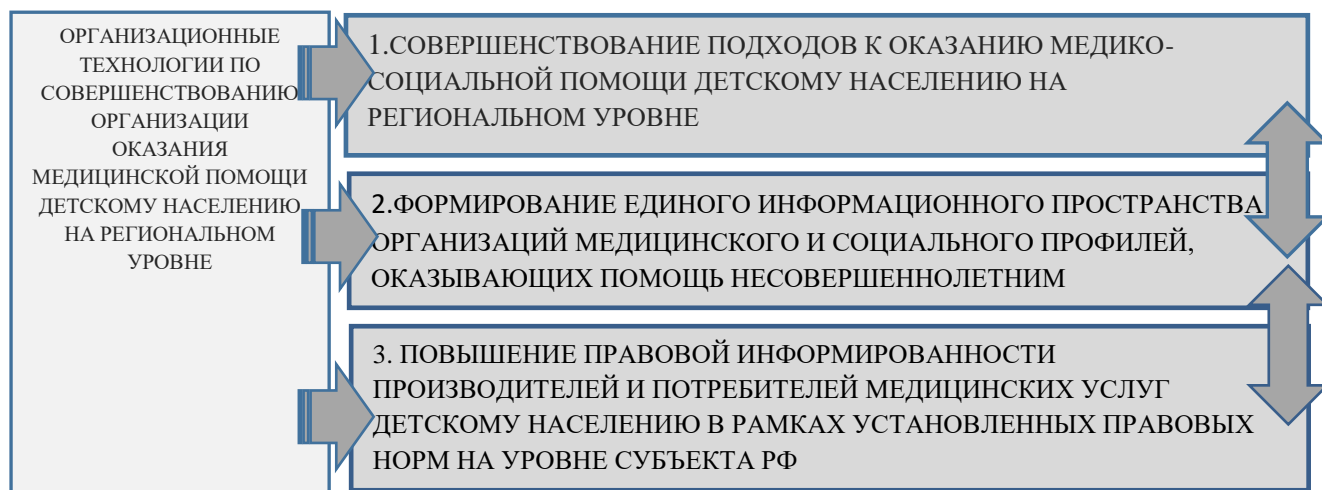 ОРГАНИЗАЦИОННЫЕ
ТЕХНОЛОГИИ ПО
СОВЕРШЕНСТВОВАНИЮ
ОРГАНИЗАЦИИ
ОКАЗАНИЯ
МЕДИЦИНСКОЙ ПОМОЩИ
ДЕТСКОМУ НАСЕЛЕНИЮ
НА РЕГИОНАЛЬНОМ
УРОВНЕ
1.СОВЕРШЕНСТВОВАНИЕ ПОДХОДОВ К ОКАЗАНИЮ МЕДИКО-
СОЦИАЛЬНОЙ ПОМОЩИ ДЕТСКОМУ НАСЕЛЕНИЮ НА
РЕГИОНАЛЬНОМ УРОВНЕ
2.ФОРМИРОВАНИЕ ЕДИНОГО ИНФОРМАЦИОННОГО ПРОСТРАНСТВА
ОРГАНИЗАЦИЙ МЕДИЦИНСКОГО И СОЦИАЛЬНОГО ПРОФИЛЕЙ,
ОКАЗЫВАЮЩИХ ПОМОЩЬ НЕСОВЕРШЕННОЛЕТНИМ
3. ПОВЫШЕНИЕ ПРАВОВОЙ ИНФОРМИРОВАННОСТИ
ПРОИЗВОДИТЕЛЕЙ И ПОТРЕБИТЕЛЕЙ МЕДИЦИНСКИХ УСЛУГ
ДЕТСКОМУ НАСЕЛЕНИЮ В РАМКАХ УСТАНОВЛЕННЫХ ПРАВОВЫХ
НОРМ НА УРОВНЕ СУБЪЕКТА РФ